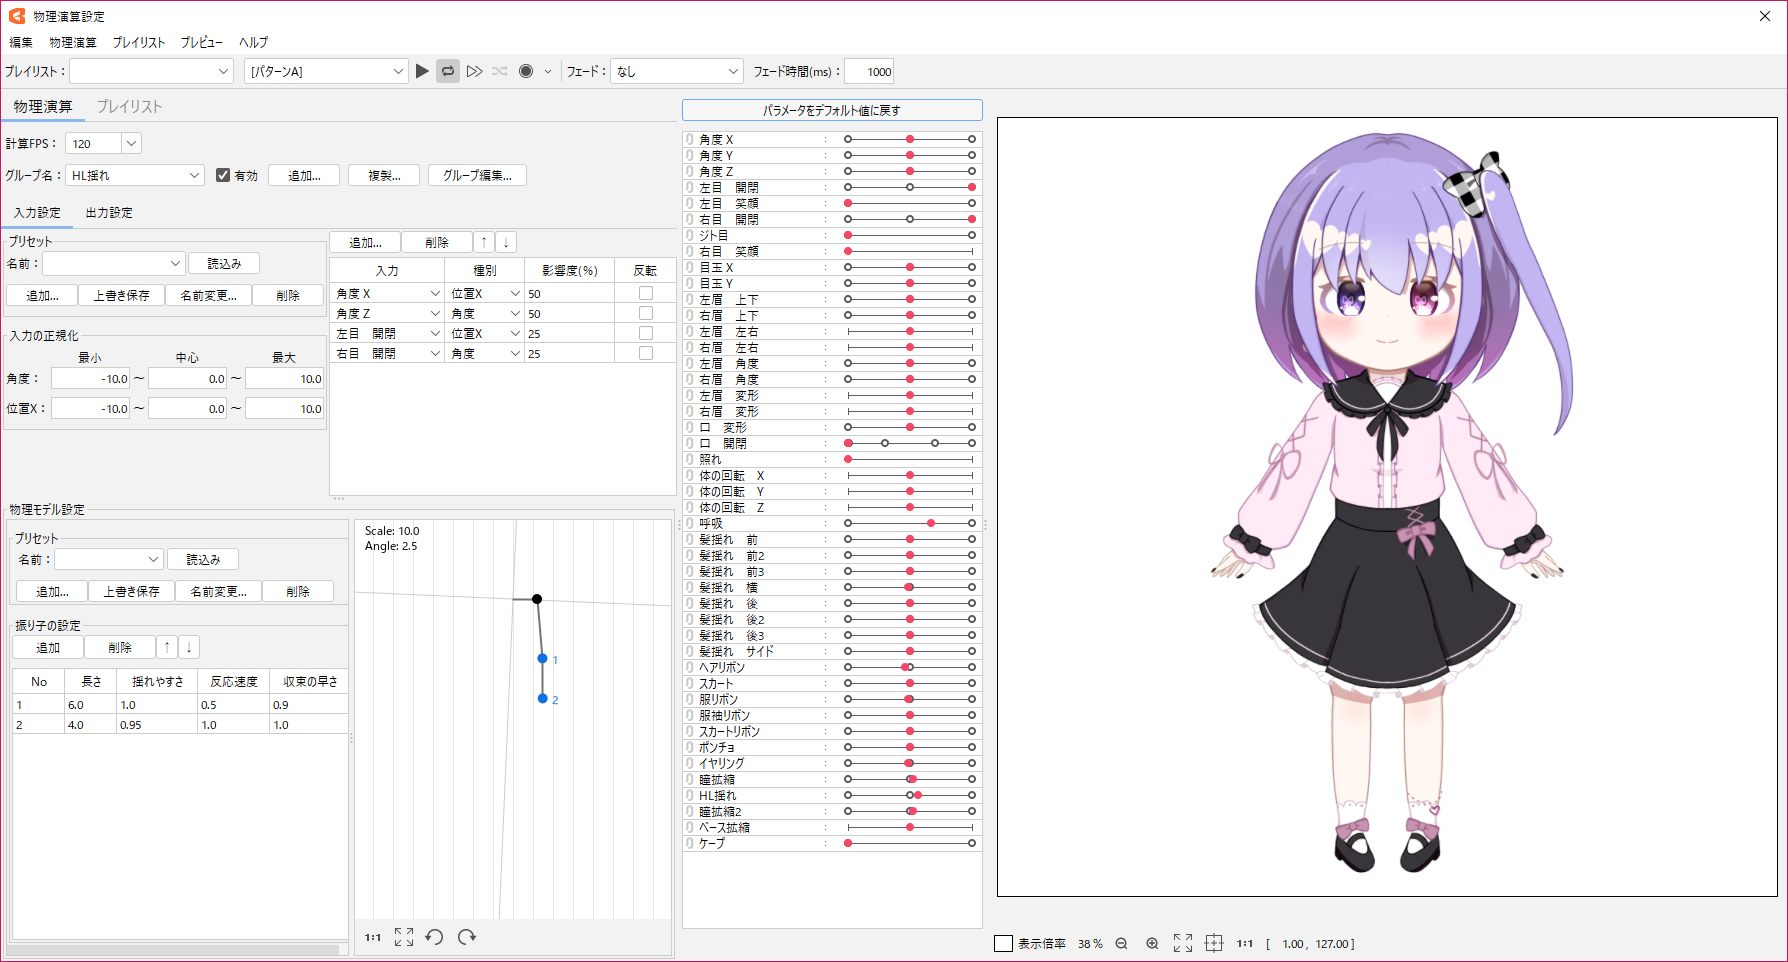 物理演算設定
編集 物理演算 プレイリスト プレビュー ヘルプ
プレイリスト： [パターンA] フェード： なし フェード時間(ms)： 1000
物理演算 プレイリスト
計算FPS： 120
グループ名： HL揺れ 有効 追加... 複製... グループ編集...
入力設定 出力設定
プリセット
名前： 読込み
追加... 上書き保存 名前変更... 削除
入力の正規化
最小 中心 最大
角度： -10.0 ～ 0.0 ～ 10.0
位置X： -10.0 ～ 0.0 ～ 10.0
追加... 削除 ↑ ↓
入力 種別 影響度(%) 反転
角度 X 位置X 50
角度 Z 角度 50
左目　開閉 位置X 25
右目　開閉 角度 25
物理モデル設定
プリセット
名前： 読込み
追加... 上書き保存 名前変更... 削除
振り子の設定
追加 削除 ↑ ↓
No 長さ 揺れやすさ 反応速度 収束の早さ
1 6.0 1.0 0.5 0.9
2 4.0 0.95 1.0 1.0
Scale: 10.0
Angle: 2.5
1
2
1:1
パラメータをデフォルト値に戻す
角度 X :
角度 Y :
角度 Z :
左目　開閉 :
左目　笑顔 :
右目　開閉 :
ジト目 :
右目　笑顔 :
目玉 X :
目玉 Y :
左眉　上下 :
右眉　上下 :
左眉　左右 :
右眉　左右 :
左眉　角度 :
右眉　角度 :
左眉　変形 :
右眉　変形 :
口　変形 :
口　開閉 :
照れ :
体の回転　X :
体の回転　Y :
体の回転　Z :
呼吸 :
髪揺れ　前 :
髪揺れ　前2 :
髪揺れ　前3 :
髪揺れ　横 :
髪揺れ　後 :
髪揺れ　後2 :
髪揺れ　後3 :
髪揺れ　サイド :
ヘアリボン :
スカート :
服リボン :
服袖リボン :
スカートリボン :
ポンチョ :
イヤリング :
瞳拡縮 :
HL揺れ :
瞳拡縮2 :
ベース拡縮 :
ケープ :
表示倍率 38 % 1:1 [ 1.00 , 127.00 ]